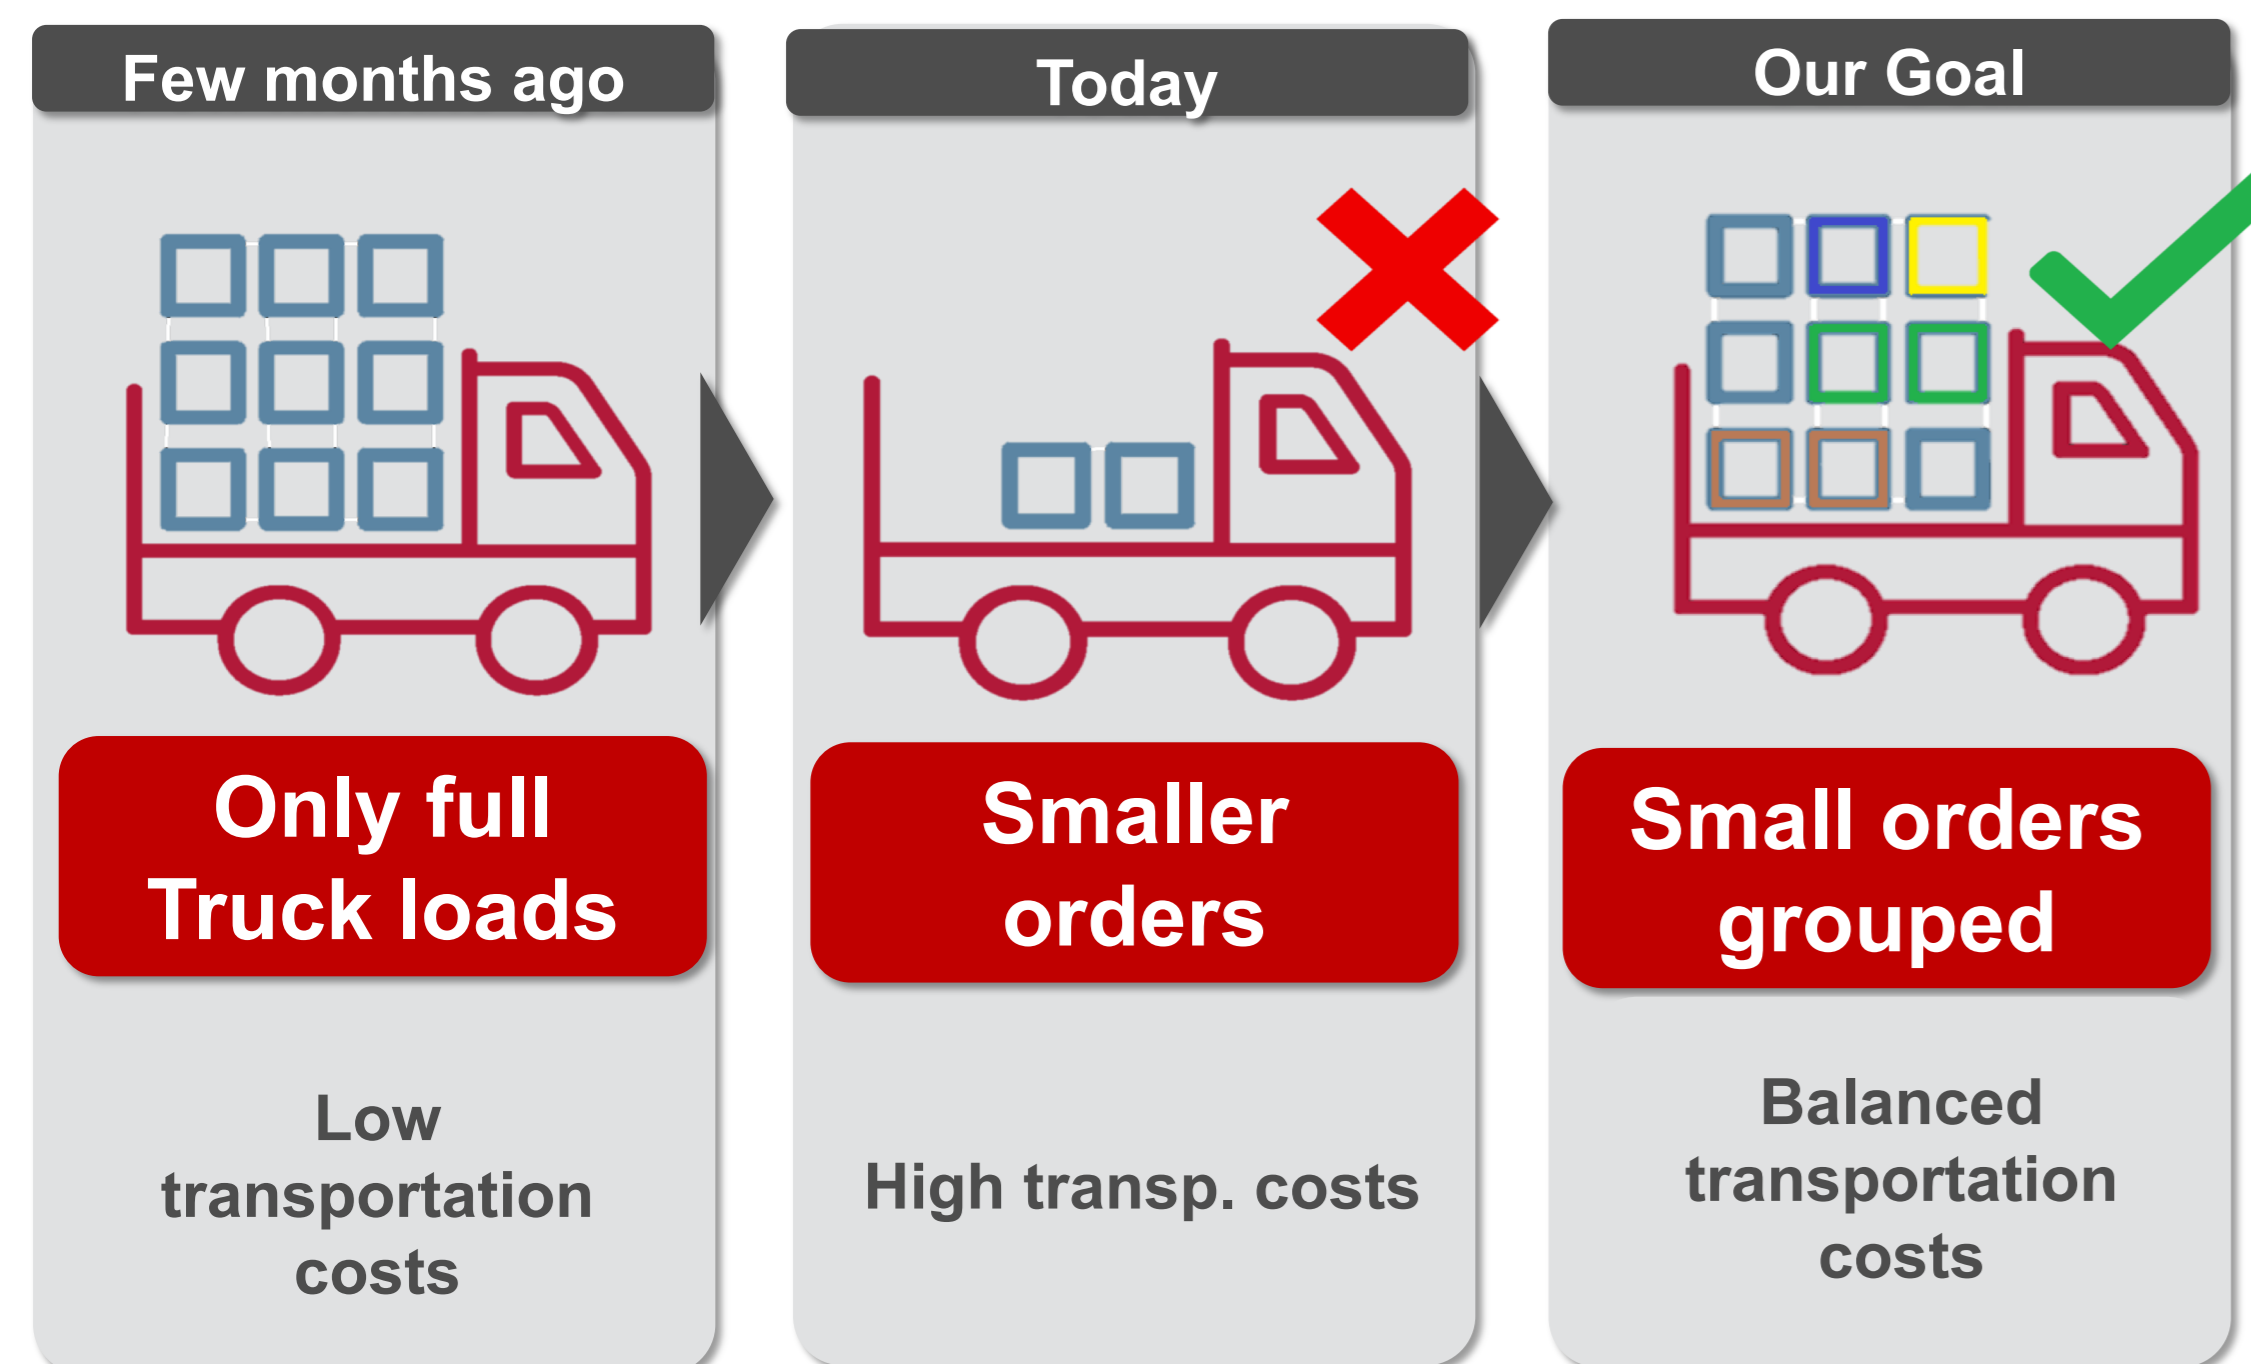 Few months ago
Only full
Truck loads
Low
transportation
costs
Today
Smaller
orders
High transp. costs
Our Goal
Small orders
grouped
Balanced
transportation
costs